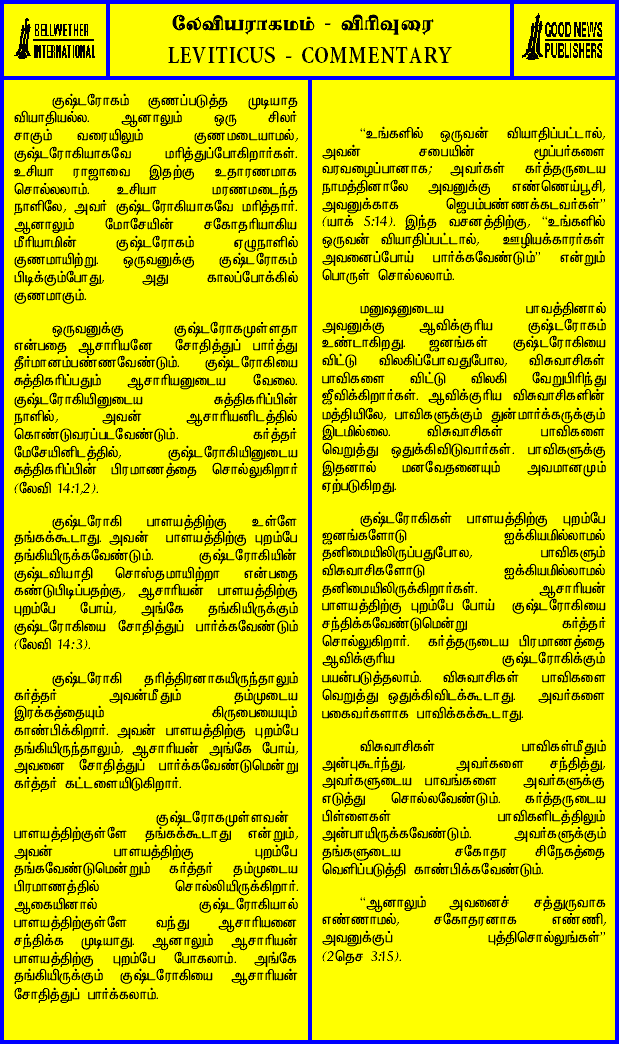 BELLWETHER
INTERNATIONAL
லேவியராகமம் - விரிவுரை
LEVITICUS - COMMENTARY
GOOD NEWS
PUBLISHERS
குஷ்டரோகம் குணப்படுத்த முடியாத
வியாதியல்ல. ஆனாலும் ஒரு சிலர்
சாகும் வரையிலும் குணமடையாமல்,
குஷ்டரோகியாகவே மரித்துப்போகிறார்கள்.
உசியா ராஜாவை இதற்கு உதாரணமாக
சொல்லலாம். உசியா மரணமடைந்த
நாளிலே, அவர் குஷ்டரோகியாகவே மரித்தார்.
ஆனாலும் மோசேயின் சகோதரியாகிய
மீரியாமின் குஷ்டரோகம் ஏழுநாளில்
குணமாயிற்று. ஒருவனுக்கு குஷ்டரோகம்
பிடிக்கும்போது, அது காலப்போக்கில்
குணமாகும்.
ஒருவனுக்கு குஷ்டரோகமுள்ளதா
என்பதை ஆசாரியனே சோதித்துப் பார்த்து
தீர்மானம்பண்ணவேண்டும். குஷ்டரோகியை
சுத்திகரிப்பதும் ஆசாரியனுடைய வேலை.
குஷ்டரோகியினுடைய சுத்திகரிப்பின்
நாளில், அவன் ஆசாரியனிடத்தில்
கொண்டுவரப்படவேண்டும். கர்த்தர்
மேசேயினிடத்தில், குஷ்டரோகியினுடைய
சுத்திகரிப்பின் பிரமாணத்தை சொல்லுகிறார்
(லேவி 14:1,2).
குஷ்டரோகி பாளயத்திற்கு உள்ளே
தங்கக்கூடாது. அவன் பாளயத்திற்கு புறம்பே
தங்கியிருக்கவேண்டும். குஷ்டரோகியின்
குஷ்டவியாதி சொஸ்தமாயிற்றா என்பதை
கண்டுபிடிப்பதற்கு, ஆசாரியன் பாளயத்திற்கு
புறம்பே போய், அங்கே தங்கியிருக்கும்
குஷ்டரோகியை சோதித்துப் பார்க்கவேண்டும்
(லேவி 14:3).
குஷ்டரோகி தரித்திரனாகயிருந்தாலும்
கர்த்தர் அவன்மீதும் தம்முடைய
இரக்கத்தையும் கிருபையையும்
காண்பிக்கிறார். அவன் பாளயத்திற்கு புறம்பே
தங்கியிருந்தாலும், ஆசாரியன் அங்கே போய்,
அவனை சோதித்துப் பார்க்கவேண்டுமென்று
கர்த்தர் கட்டளையிடுகிறார்.
குஷ்டரோகமுள்ளவன்
பாளயத்திற்குள்ளே தங்கக்கூடாது என்றும்,
அவன் பாளயத்திற்கு புறம்பே
தங்கவேண்டுமென்றும் கர்த்தர் தம்முடைய
பிரமாணத்தில் சொல்லியிருக்கிறார்.
ஆகையினால் குஷ்டரோகியால்
பாளயத்திற்குள்ளே வந்து ஆசாரியனை
சந்திக்க முடியாது. ஆனாலும் ஆசாரியன்
பாளயத்திற்கு புறம்பே போகலாம். அங்கே
தங்கியிருக்கும் குஷ்டரோகியை ஆசாரியன்
சோதித்துப் பார்க்கலாம்.
“உங்களில் ஒருவன் வியாதிப்பட்டால்,
அவன் சபையின் மூப்பர்களை
வரவழைப்பானாக; அவர்கள் கர்த்தருடைய
நாமத்தினாலே அவனுக்கு எண்ணெய்பூசி,
அவனுக்காக ஜெபம்பண்ணக்கடவர்கள்”
(யாக் 5:14). இந்த வசனத்திற்கு, “உங்களில்
ஒருவன் வியாதிப்பட்டால், ஊழியக்காரர்கள்
அவனைப்போய் பார்க்கவேண்டும்” என்றும்
பொருள் சொல்லலாம்.
மனுஷனுடைய பாவத்தினால்
அவனுக்கு ஆவிக்குரிய குஷ்டரோகம்
உண்டாகிறது. ஜனங்கள் குஷ்டரோகியை
விட்டு விலகிப்போவதுபோல, விசுவாசிகள்
பாவிகளை விட்டு விலகி வேறுபிரிந்து
ஜீவிக்கிறார்கள். ஆவிக்குரிய விசுவாசிகளின்
மத்தியிலே, பாவிகளுக்கும் துன்மார்க்கருக்கும்
இடமில்லை. விசுவாசிகள் பாவிகளை
வெறுத்து ஒதுக்கிவிடுவார்கள். பாவிகளுக்கு
இதனால் மனவேதனையும் அவமானமும்
ஏற்படுகிறது.
குஷ்டரோகிகள் பாளயத்திற்கு புறம்பே
ஜனங்களோடு ஐக்கியமில்லாமல்
தனிமையிலிருப்பதுபோல, பாவிகளும்
விசுவாசிகளோடு ஐக்கியமில்லாமல்
தனிமையிலிருக்கிறார்கள். ஆசாரியன்
பாளயத்திற்கு புறம்பே போய் குஷ்டரோகியை
சந்திக்கவேண்டுமென்று கர்த்தர்
சொல்லுகிறார். கர்த்தருடைய பிரமாணத்தை
ஆவிக்குரிய குஷ்டரோகிக்கும்
பயன்படுத்தலாம். விசுவாசிகள் பாவிகளை
வெறுத்து ஒதுக்கிவிடக்கூடாது. அவர்களை
பகைவர்களாக பாவிக்கக்கூடாது.
விசுவாசிகள் பாவிகள்மீதும்
அன்புகூர்ந்து, அவர்களை சந்தித்து,
அவர்களுடைய பாவங்களை அவர்களுக்கு
எடுத்து சொல்லவேண்டும். கர்த்தருடைய
பிள்ளைகள் பாவிகளிடத்திலும்
அன்பாயிருக்கவேண்டும். அவர்களுக்கும்
தங்களுடைய சகோதர சிநேகத்தை
வெளிப்படுத்தி காண்பிக்கவேண்டும்.
“ஆனாலும் அவனைச் சத்துருவாக
எண்ணாமல், சகோதரனாக எண்ணி,
அவனுக்குப் புத்திசொல்லுங்கள்”
(2தெச 3:15).